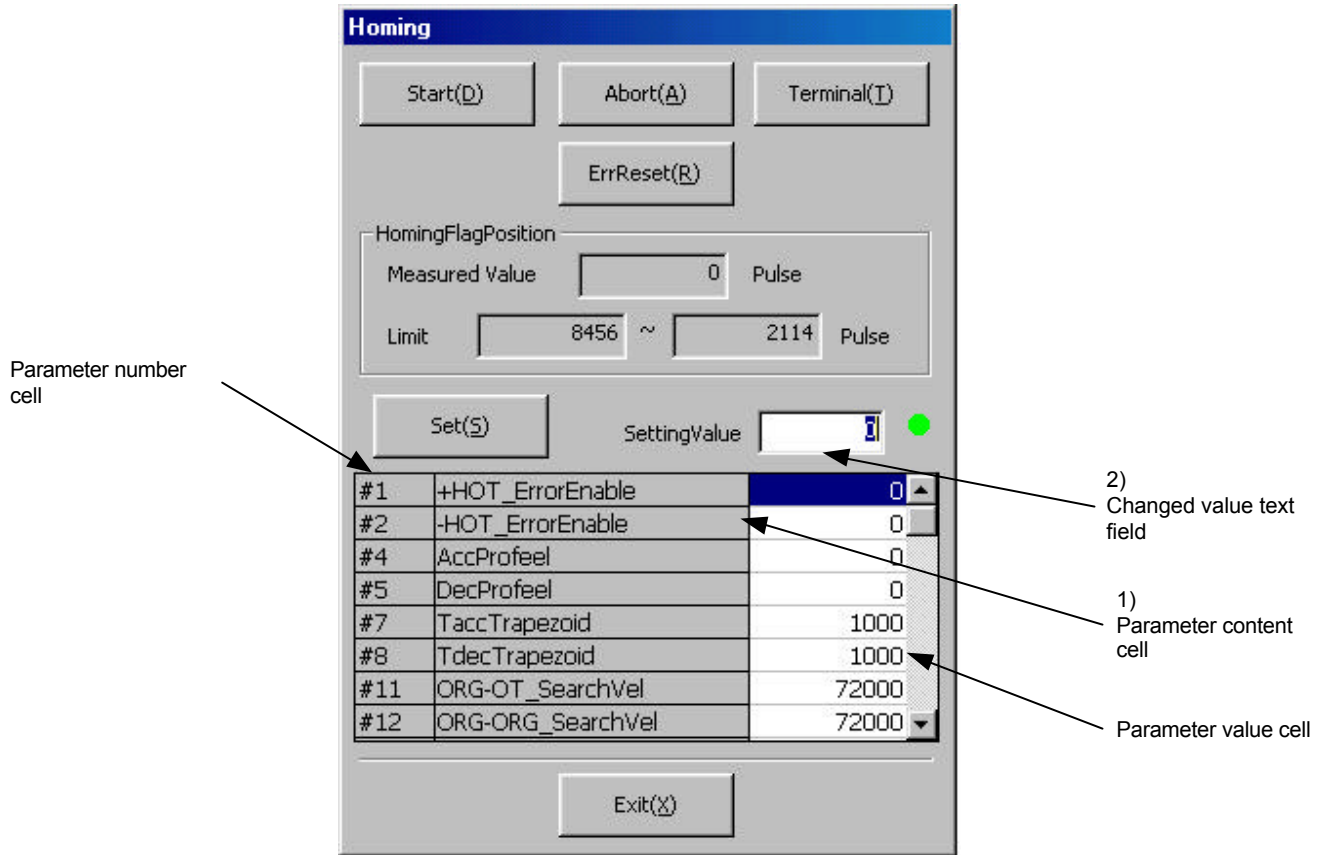 Homing
Start(D) Abort(A) Terminal(T)
ErrReset(R)
HomingFlagPosition
Measured Value 0 Pulse
Limit 8456 ~ 2114 Pulse
Parameter number
cell
Set(S) SettingValue 0
#1 +HOT_ErrorEnable 0
#2 -HOT_ErrorEnable 0
#4 AccProfeel 0
#5 DecProfeel 0
#7 TaccTrapezoid 1000
#8 TdecTrapezoid 1000
#11 ORG-OT_SearchVel 72000
#12 ORG-ORG_SearchVel 72000
2)
Changed value text
field
1)
Parameter content
cell
Parameter value cell
Exit(X)